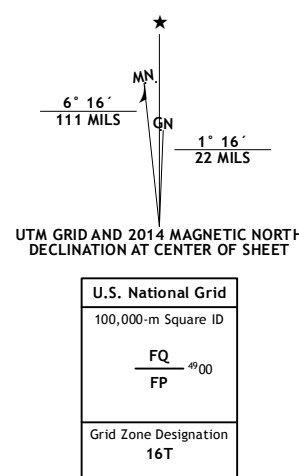 MN.
6° 16´
111 MILS
GN
1° 16´
22 MILS
UTM GRID AND 2014 MAGNETIC NORTH
DECLINATION AT CENTER OF SHEET
U.S. National Grid
100,000-m Square ID
FQ
4900
FP
Grid Zone Designation
16T